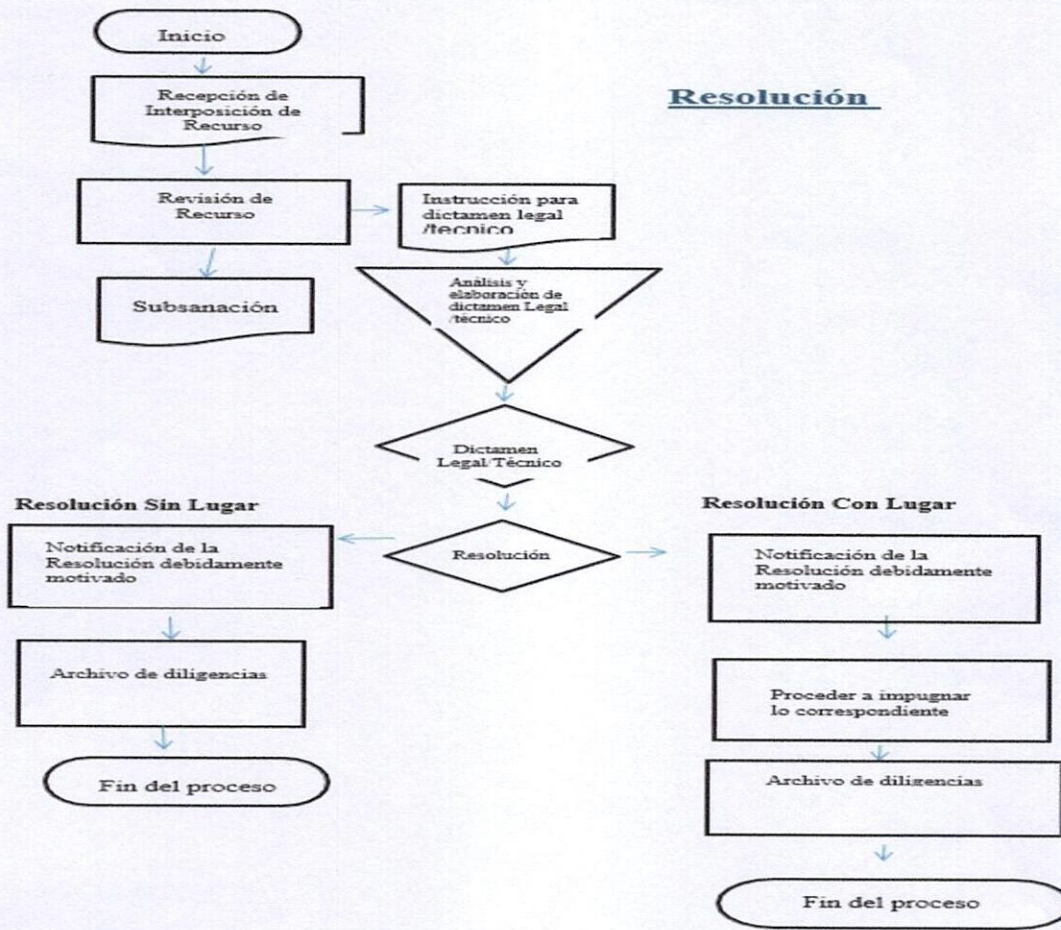 Inicio
Resolución
Recepción de
Interposición de
Recurso
Revisión de
Recurso
Instrucción para
dictamen legal
/tecnico
Subsanación
Análisis y
elaboración de
dictamen Legal
/técnico
Dictamen
Legal/Técnico
Resolución Sin Lugar
Resolución Con Lugar
Resolución
Notificación de la
Resolución debidamente
motivado
Notificación de la
Resolución debidamente
motivado
Archivo de diligencias
Proceder a impugnar
lo correspondiente
Fin del proceso
Archivo de diligencias
Fin del proceso